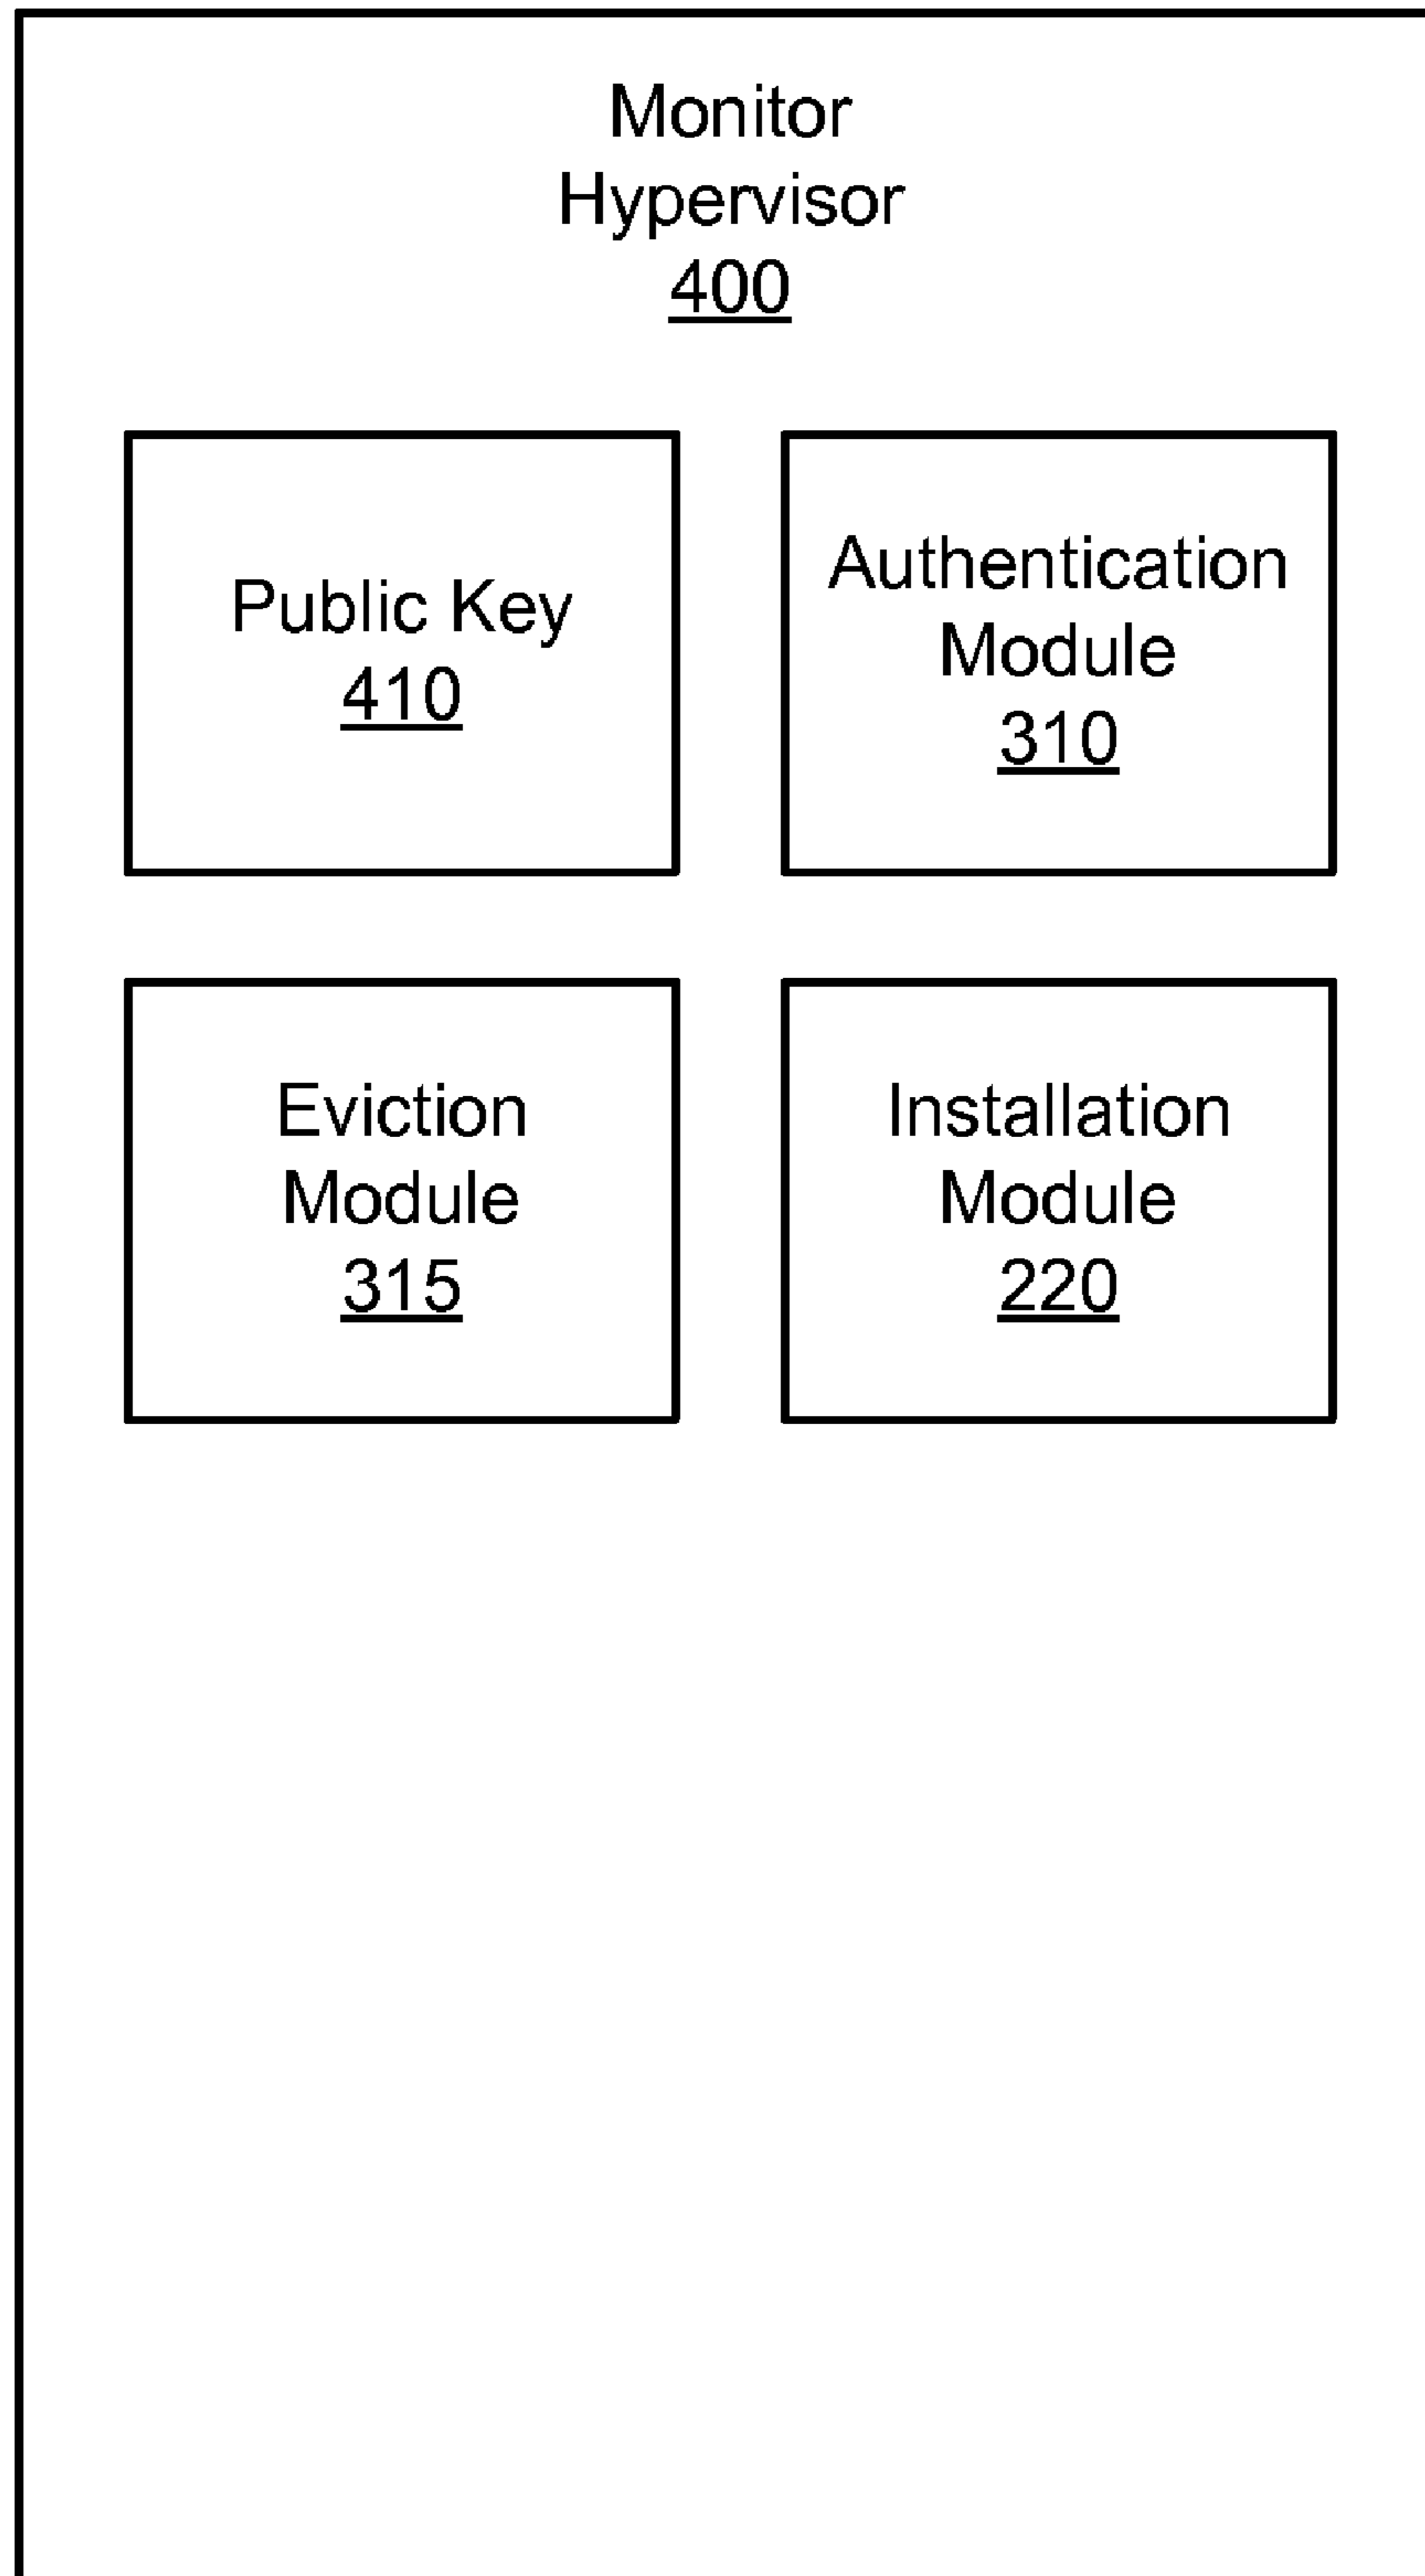 Monitor
Hypervisor
400
Public Key
410
Authentication
Module
310
Eviction
Module
315
Installation
Module
220